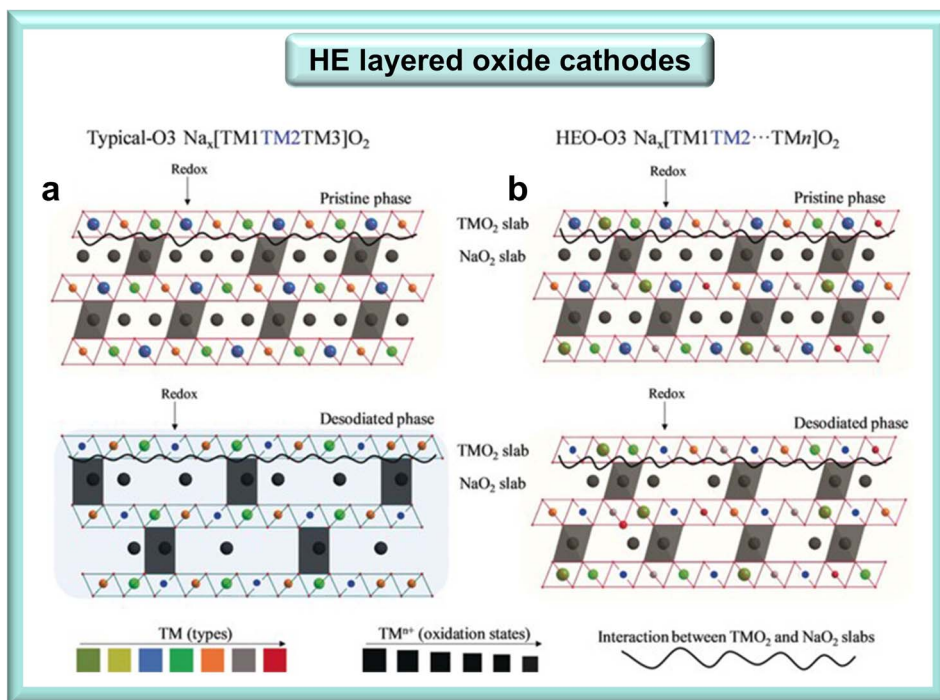 HE layered oxide cathodes
Typical-O3 Naₓ[TM1TM2TM3]O₂
HEO-O3 Naₓ[TM1TM2···TMn]O₂
a
Redox
Pristine phase
b
Redox
Pristine phase
TMO₂ slab
NaO₂ slab
Redox
Desodiated phase
Redox
Desodiated phase
TMO₂ slab
NaO₂ slab
TM (types)
TMⁿ⁺ (oxidation states)
Interaction between TMO₂ and NaO₂ slabs